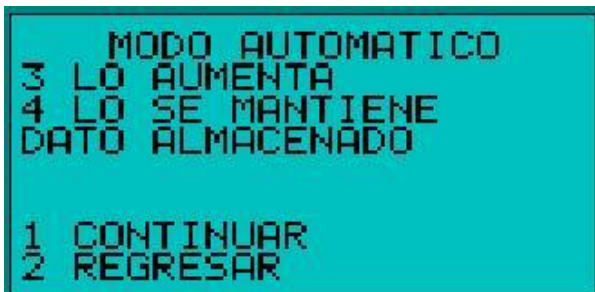 MODO AUTOMATICO
3 LO AUMENTA
4 LO SE MANTIENE
DATO ALMACENADO
1 CONTINUAR
2 REGRESAR